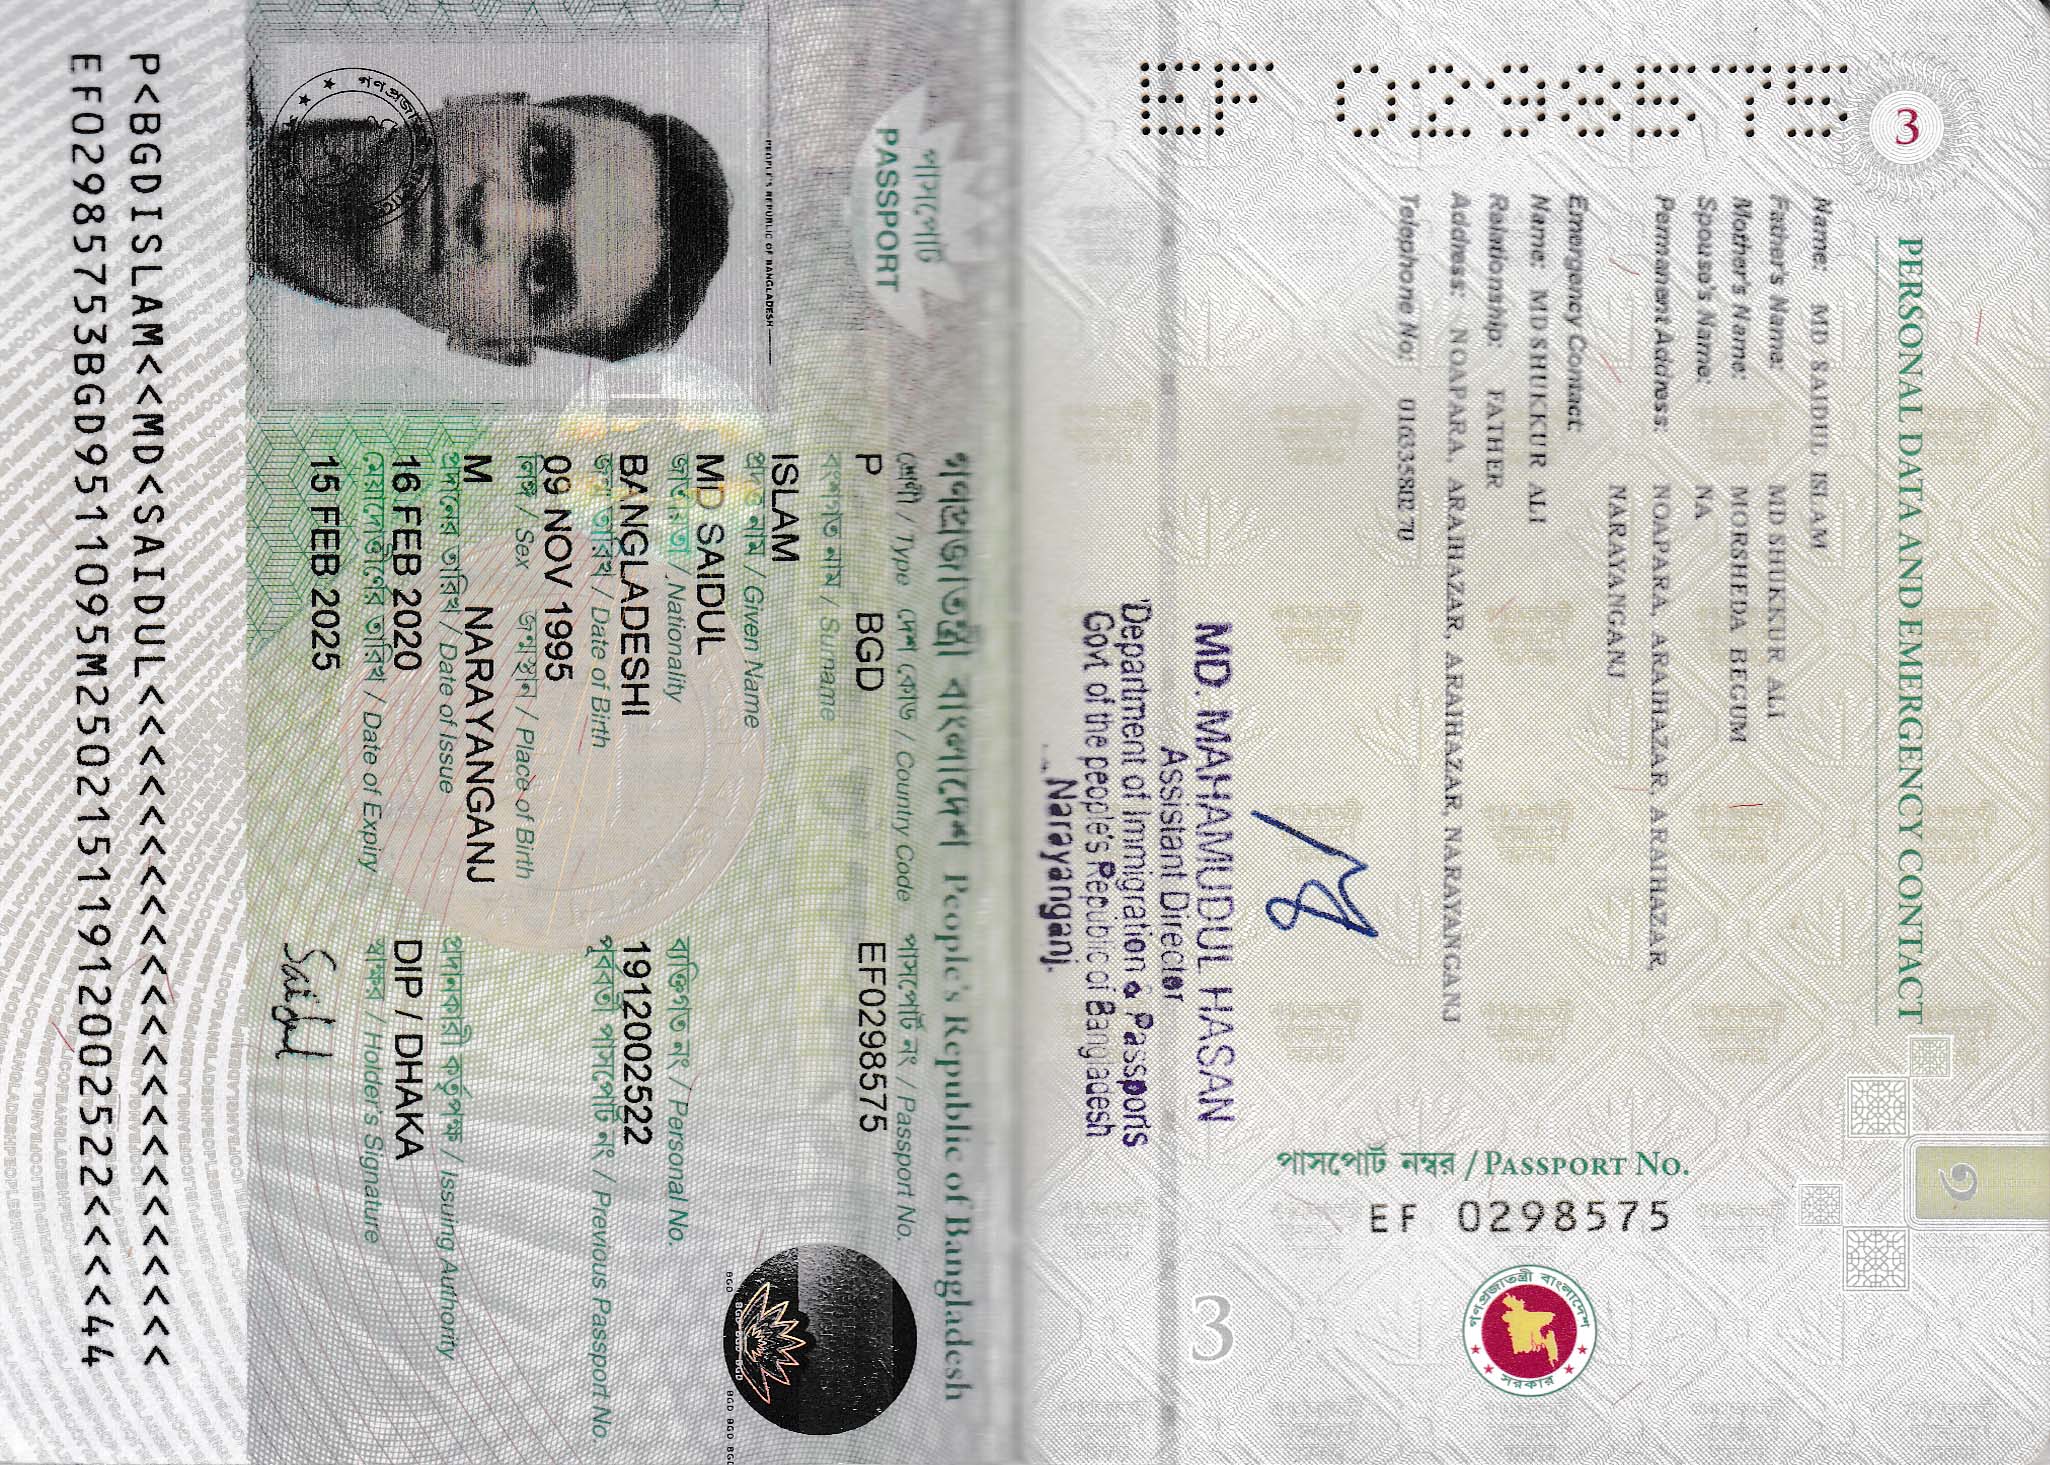 3
PERSONAL DATA AND EMERGENCY CONTACT
Name: MD SAIDUL ISLAM
Father's Name: MD SHUKKUR ALI
Mother's Name: MORSHEDA BEGUM
Spouse's Name: NA
Permanent Address: NOAPARA, ARAIHAZAR, ARAIHAZAR,
NARAYANGANJ
Emergency Contact:
Name: MD SHUKKUR ALI
Relationship: FATHER
Address: NOAPARA, ARAIHAZAR, ARAIHAZAR, NARAYANGANJ
Telephone No:
EF 0298575
MD. MAHAMUDUL HASAN
Assistant Director
Department of Immigration & Passports
Govt of the people's Republic of Bangladesh
Narayanganj.
পাসপোর্ট নম্বর / PASSPORT No.
EF 0298575
গণপ্রজাতন্ত্রী বাংলাদেশ
সরকার
3
গণপ্রজাতন্ত্রী বাংলাদেশ People's Republic of Bangladesh
পাসপোর্ট
PASSPORT
শ্রেণী / Type দেশ কোড / Country Code পাসপোর্ট নং / Passport No.
P BGD EF0298575
বংশগত নাম / Surname
ISLAM
PEOPLE'S REPUBLIC OF BANGLADESH
প্রদত্ত নাম / Given Name
MD SAIDUL
জাতীয়তা / Nationality ব্যক্তিগত নং / Personal No.
BANGLADESHI 19912002522
জন্ম তারিখ / Date of Birth পূর্ববর্তী পাসপোর্ট নং / Previous Passport No.
09 NOV 1995
লিঙ্গ / Sex জন্মস্থান / Place of Birth
M NARAYANGANJ
প্রদানের তারিখ / Date of Issue প্রদানকারী কর্তৃপক্ষ / Issuing Authority
16 FEB 2020 DIP / DHAKA
মেয়াদোত্তীর্ণের তারিখ / Date of Expiry স্বাক্ষর / Holder's Signature
15 FEB 2025 Saidul
P<BGDISLAM<<MD<SAIDUL<<<<<<<<<<<<<<<<<<<<<<<
EF02985753BGD9511095M250215119912002522<<<<44